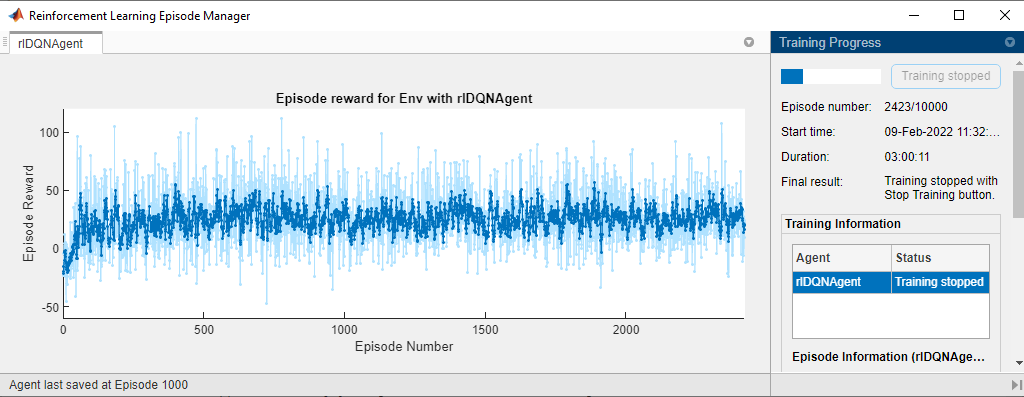 Reinforcement Learning Episode Manager
rlDQNAgent
Episode reward for Env with rlDQNAgent
Episode Reward
100
50
0
-50
0
500
1000
1500
2000
Episode Number
Agent last saved at Episode 1000
Training Progress
Training stopped
Episode number: 2423/10000
Start time: 09-Feb-2022 11:32:...
Duration: 03:00:11
Final result: Training stopped with
Stop Training button.
Training Information
Agent Status
rlDQNAgent Training stopped
Episode Information (rlDQNAge...